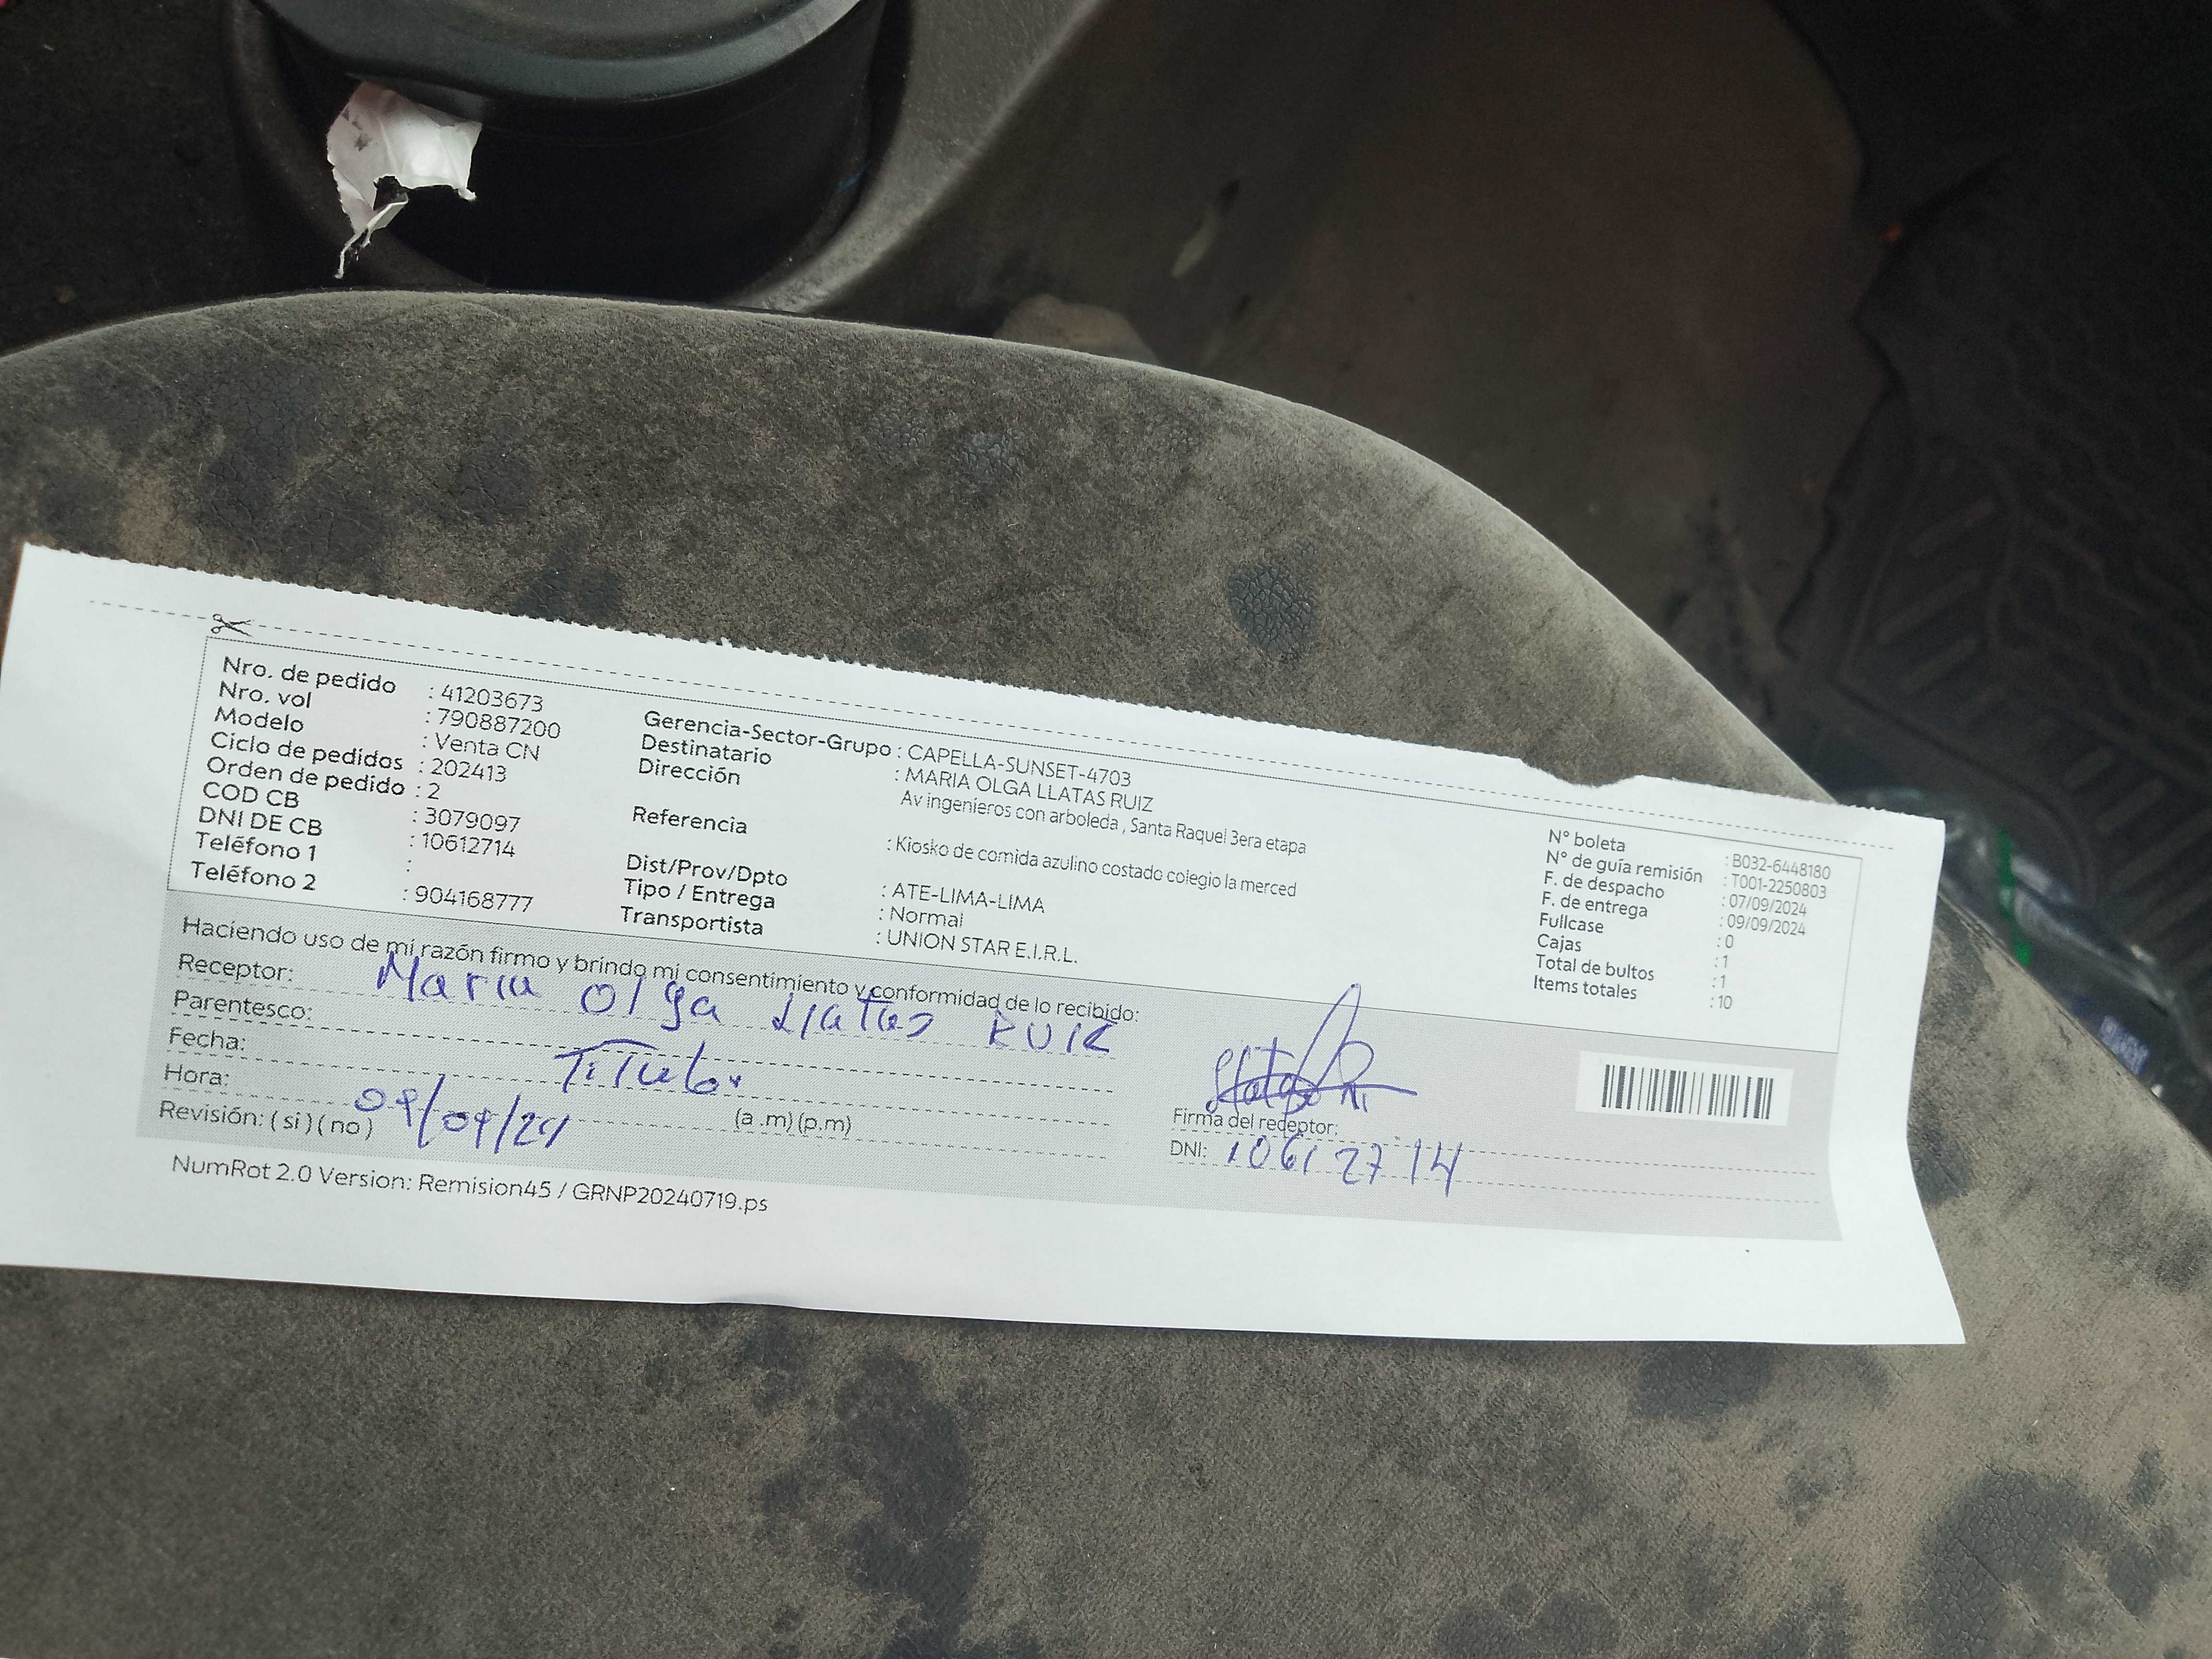 Nro. de pedido : 41203673
Nro. vol : 790887200
Modelo : Venta CN
Ciclo de pedidos : 202413
Orden de pedido : 2
COD CB : 3079097
DNI DE CB : 10612714
Teléfono 1 :
Teléfono 2 : 904168777
Gerencia-Sector-Grupo : CAPELLA-SUNSET-4703
Destinatario : MARIA OLGA LLATAS RUIZ
Dirección Av ingenieros con arboleda , Santa Raquel 3era etapa
Referencia : Kiosko de comida azulino costado colegio la merced
Dist/Prov/Dpto : ATE-LIMA-LIMA
Tipo / Entrega : Normal
Transportista : UNION STAR E.I.R.L.
N° boleta : B032-6448180
N° de guía remisión : T001-2250803
F. de despacho : 07/09/2024
F. de entrega : 09/09/2024
Fullcase : 0
Cajas : 1
Total de bultos : 1
Items totales : 10
Haciendo uso de mi razón firmo y brindo mi consentimiento y conformidad de lo recibido:
Receptor: Maria Olga Llatas RUIZ
Parentesco: Titular
Fecha: 09/09/24
Hora: (a .m) (p.m)
Revisión: ( si ) ( no )
Firma del receptor:
DNI: 10612714
NumRot 2.0 Version: Remision45 / GRNP20240719.ps